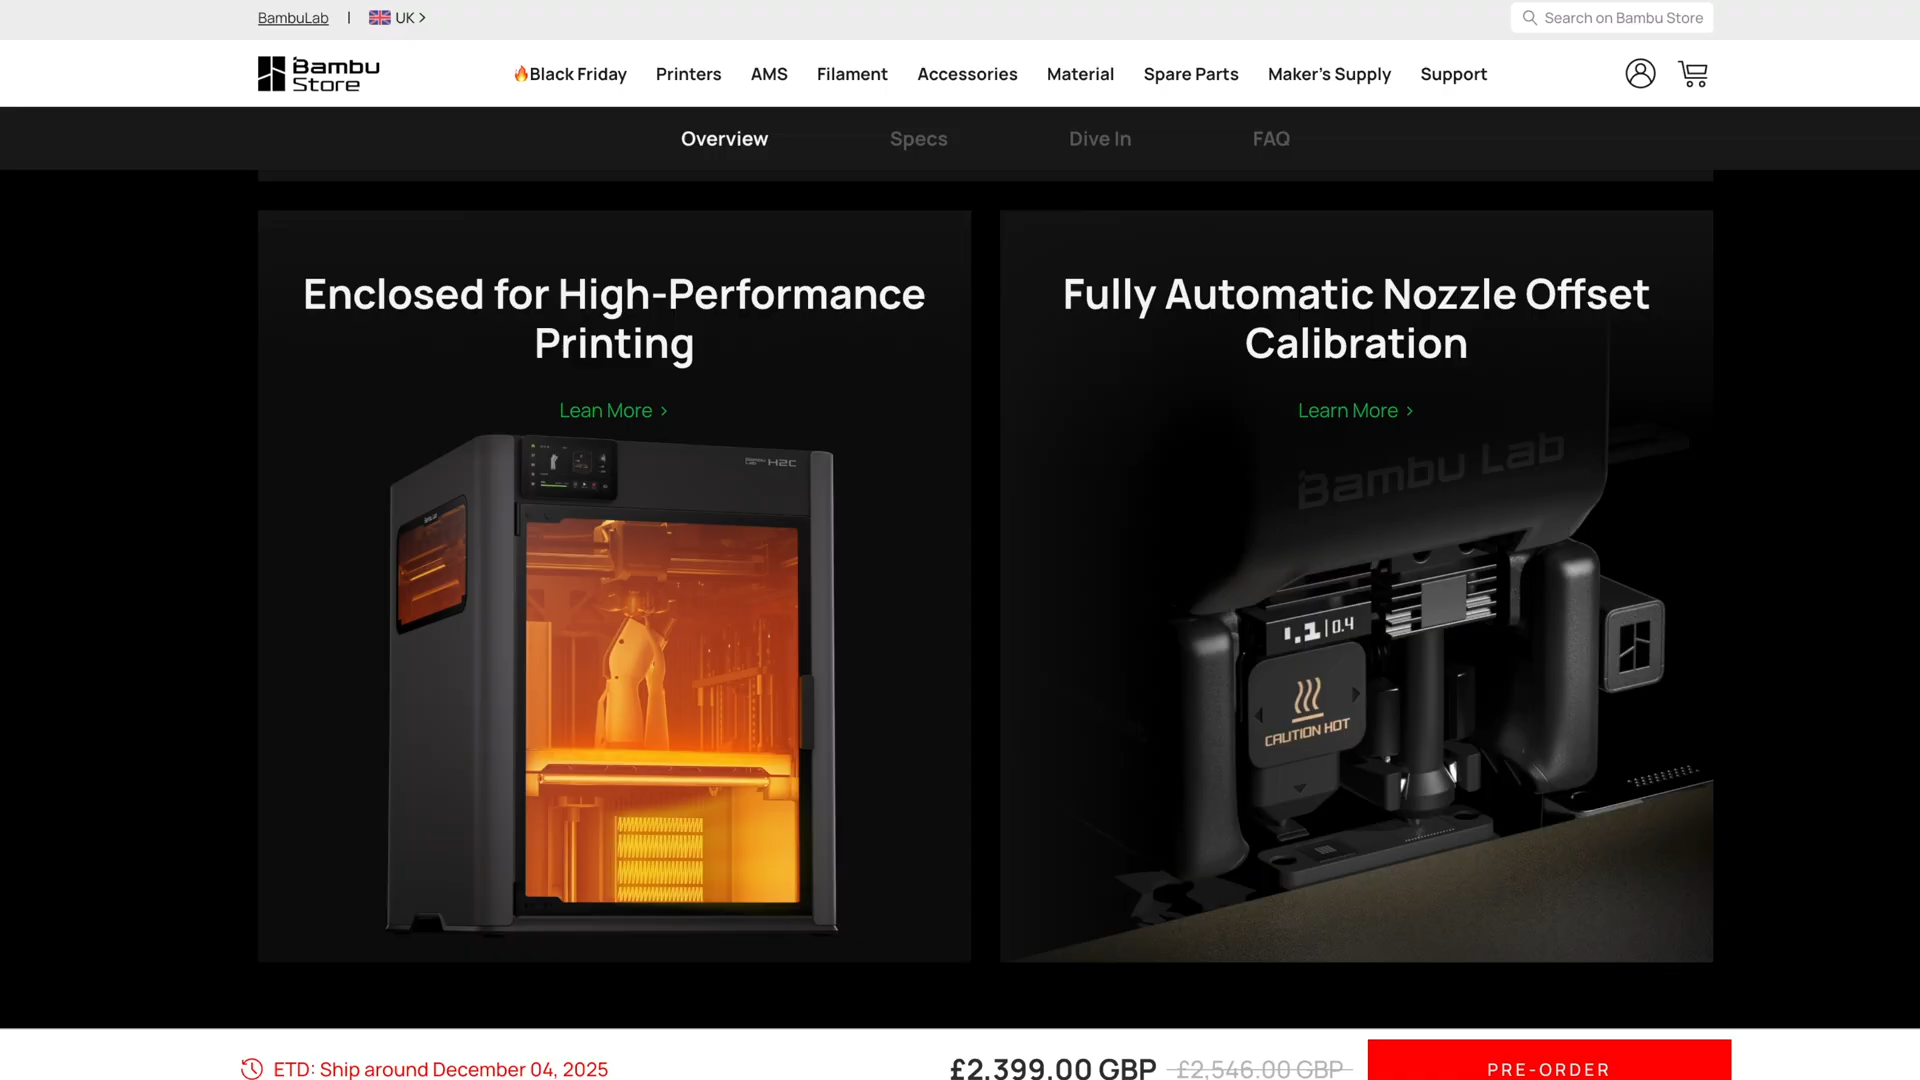 BambuLab | UK >
Search on Bambu Store
Bambu Store
Black Friday Printers AMS Filament Accessories Material Spare Parts Maker's Supply Support
Overview Specs Dive In FAQ
Enclosed for High-Performance
Printing
Lean More >
Bambu Lab H2C
Fully Automatic Nozzle Offset
Calibration
Learn More >
Bambu Lab
0.4
CAUTION HOT
ETD: Ship around December 04, 2025
£2,399.00 GBP £2,546.00 GBP
PRE-ORDER